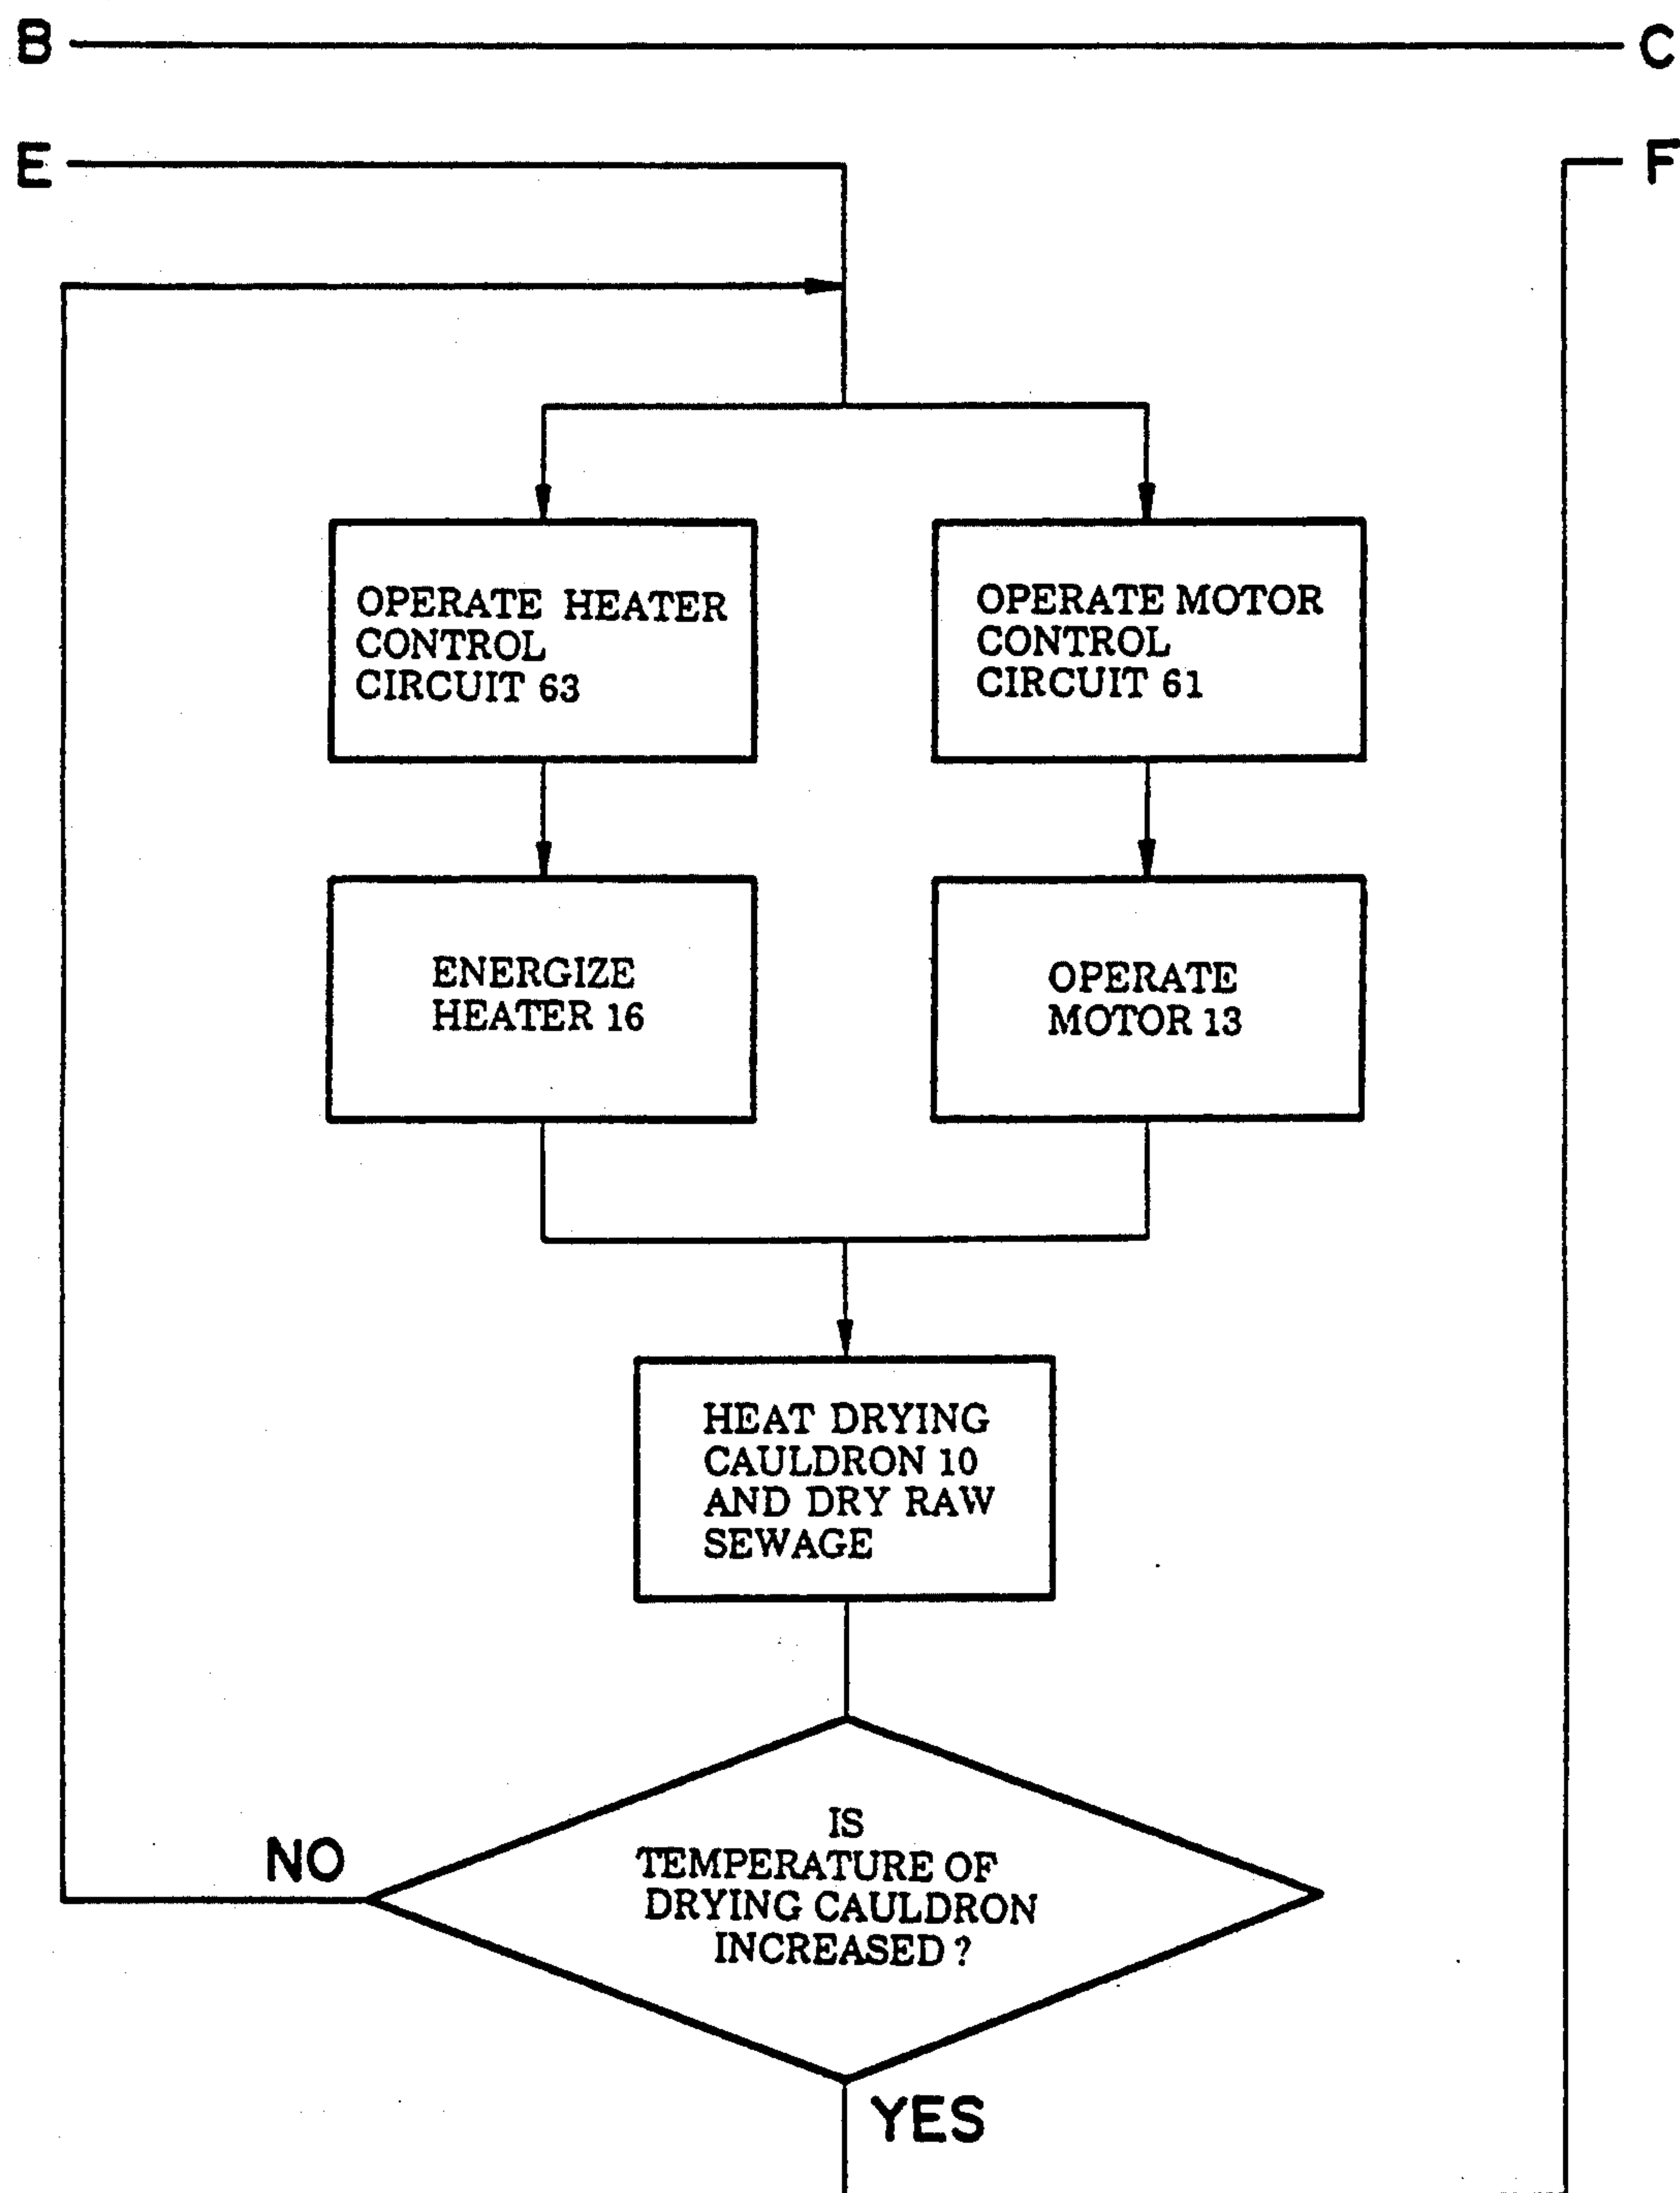 B
C
E
F
OPERATE HEATER
CONTROL
CIRCUIT 63
OPERATE MOTOR
CONTROL
CIRCUIT 61
ENERGIZE
HEATER 16
OPERATE
MOTOR 13
HEAT DRYING
CAULDRON 10
AND DRY RAW
SEWAGE
IS
TEMPERATURE OF
DRYING CAULDRON
INCREASED ?
NO
YES